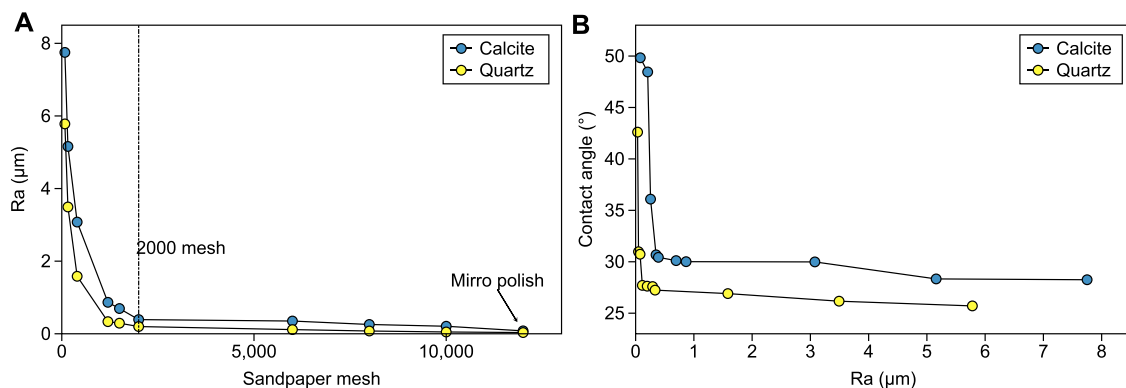 A
Calcite
Quartz
8
6
4
2
0
Ra (μm)
2000 mesh
Mirro polish
0
5,000
10,000
Sandpaper mesh
B
Calcite
Quartz
50
45
40
35
30
25
Contact angle (°)
0
1
2
3
4
5
6
7
8
Ra (μm)